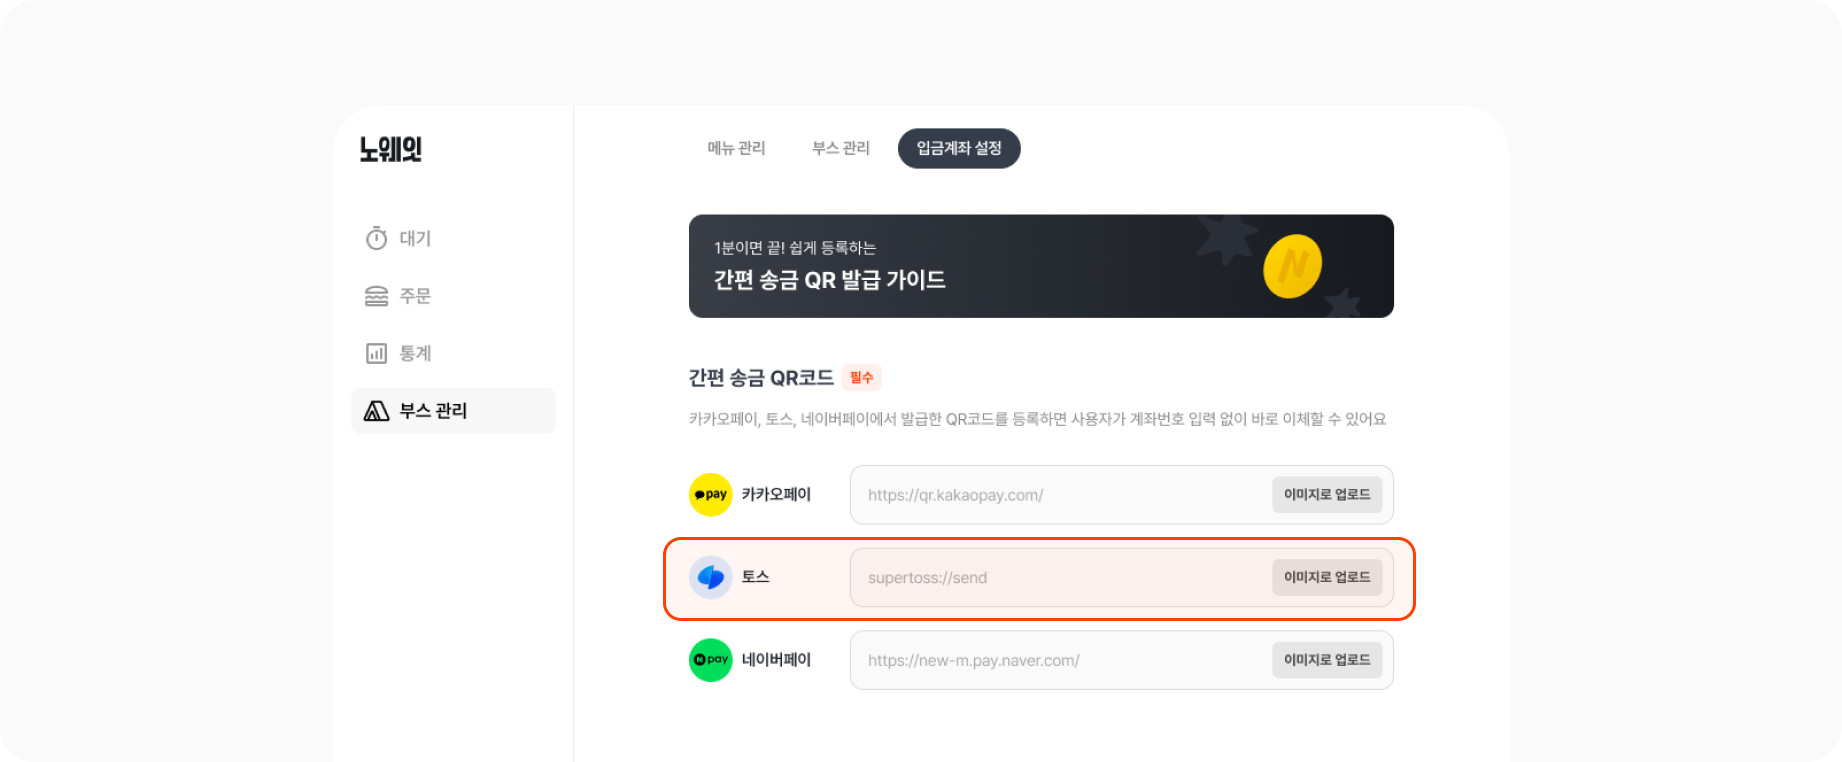 노웨잇
대기
주문
통계
부스 관리
메뉴 관리
부스 관리
입금계좌 설정
1분이면 끝! 쉽게 등록하는
간편 송금 QR 발급 가이드
N
간편 송금 QR코드 필수
카카오페이, 토스, 네이버페이에서 발급한 QR코드를 등록하면 사용자가 계좌번호 입력 없이 바로 이체할 수 있어요
pay 카카오페이 https://qr.kakaopay.com/ 이미지로 업로드
토스 supertoss://send 이미지로 업로드
N pay 네이버페이 https://new-m.pay.naver.com/ 이미지로 업로드